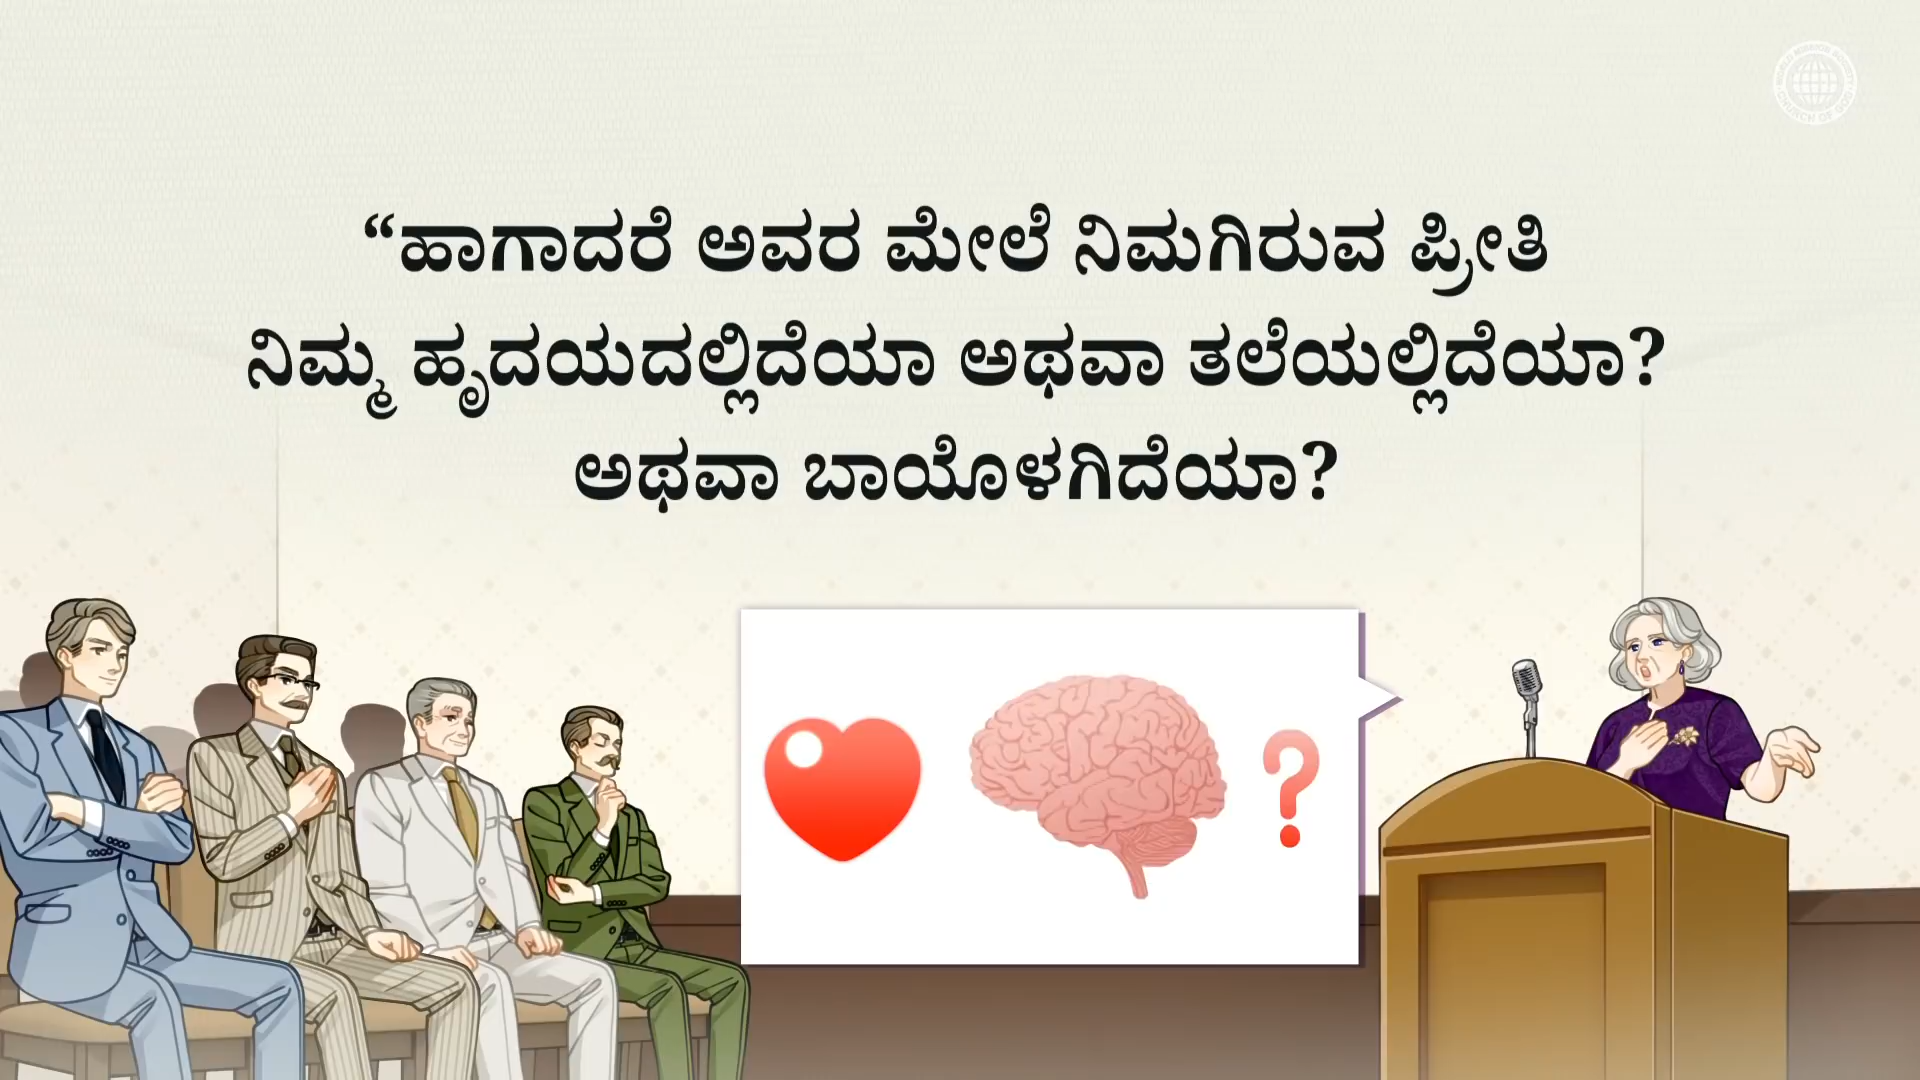 “ಹಾಗಾದರೆ ಅವರ ಮೇಲೆ ನಿಮಗಿರುವ ಪ್ರೀತಿ
ನಿಮ್ಮ ಹೃದಯದಲ್ಲಿದೆಯಾ ಅಥವಾ ತಲೆಯಲ್ಲಿದೆಯಾ?
ಅಥವಾ ಬಾಯೊಳಗಿದೆಯಾ?
?